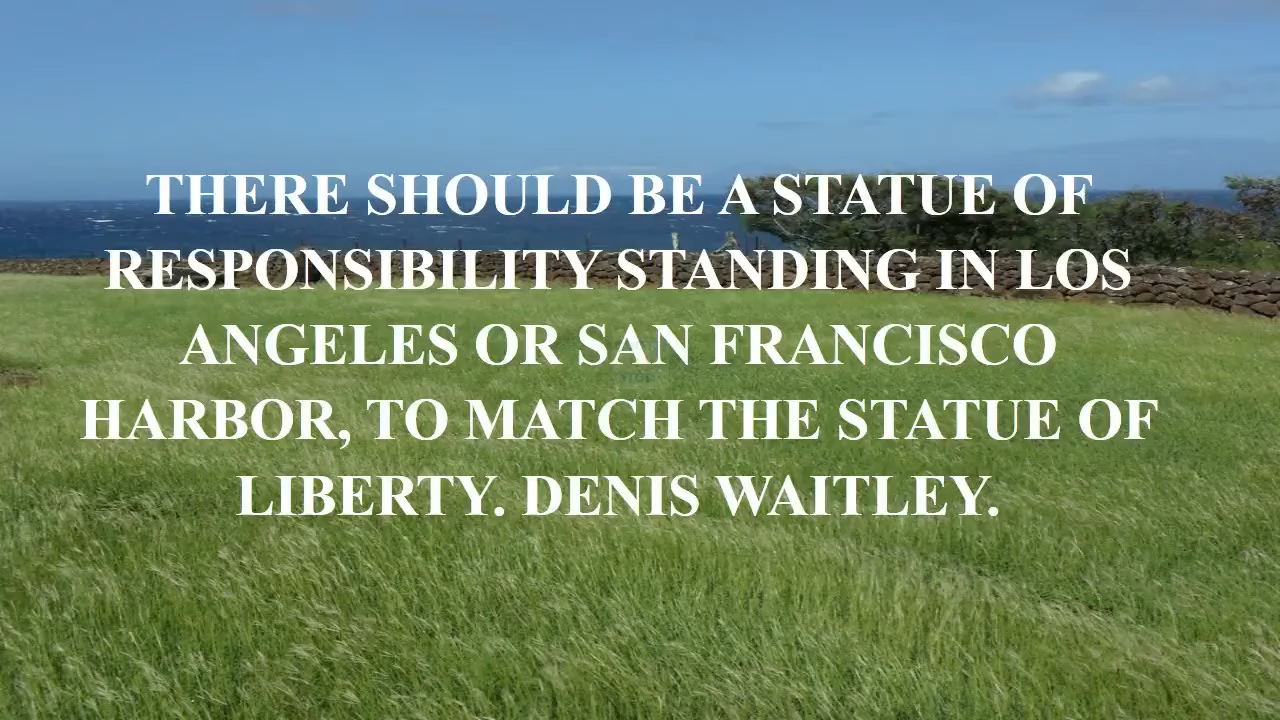 THERE SHOULD BE A STATUE OF
RESPONSIBILITY STANDING IN LOS
ANGELES OR SAN FRANCISCO
HARBOR, TO MATCH THE STATUE OF
LIBERTY. DENIS WAITLEY.